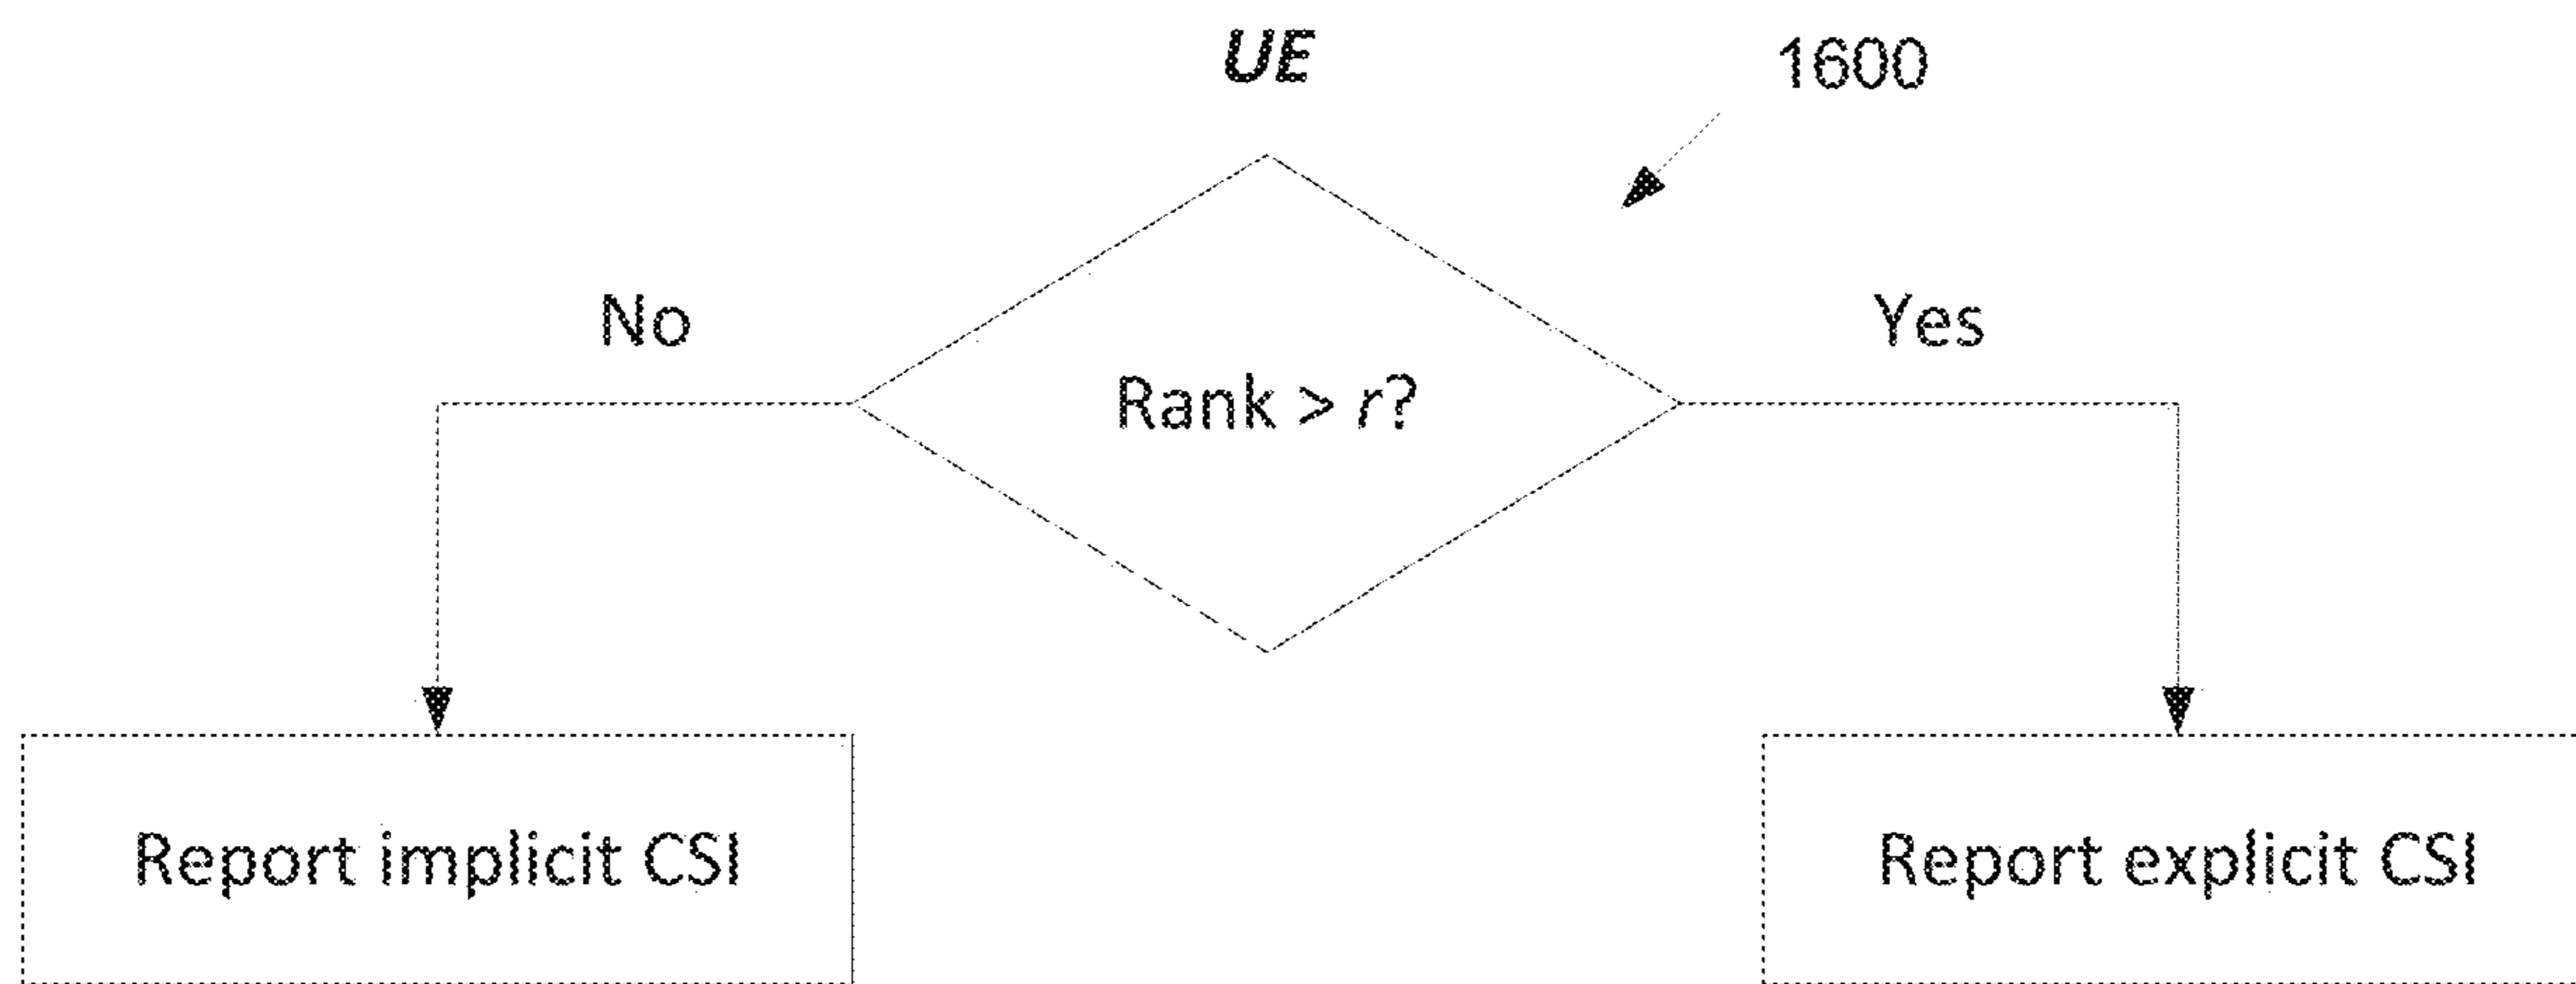 UE
1600
No
Yes
Rank > r?
Report implicit CSI
Report explicit CSI